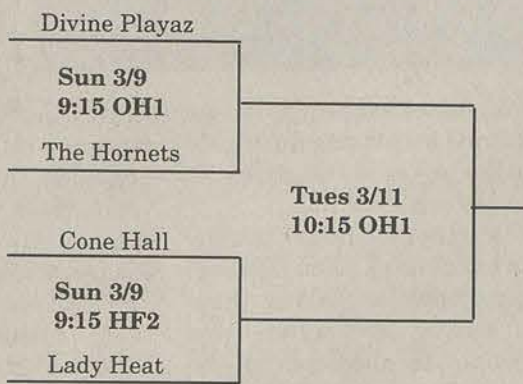 Divine Playaz
Sun 3/9
9:15 OH1
The Hornets
Tues 3/11
10:15 OH1
Cone Hall
Sun 3/9
9:15 HF2
Lady Heat